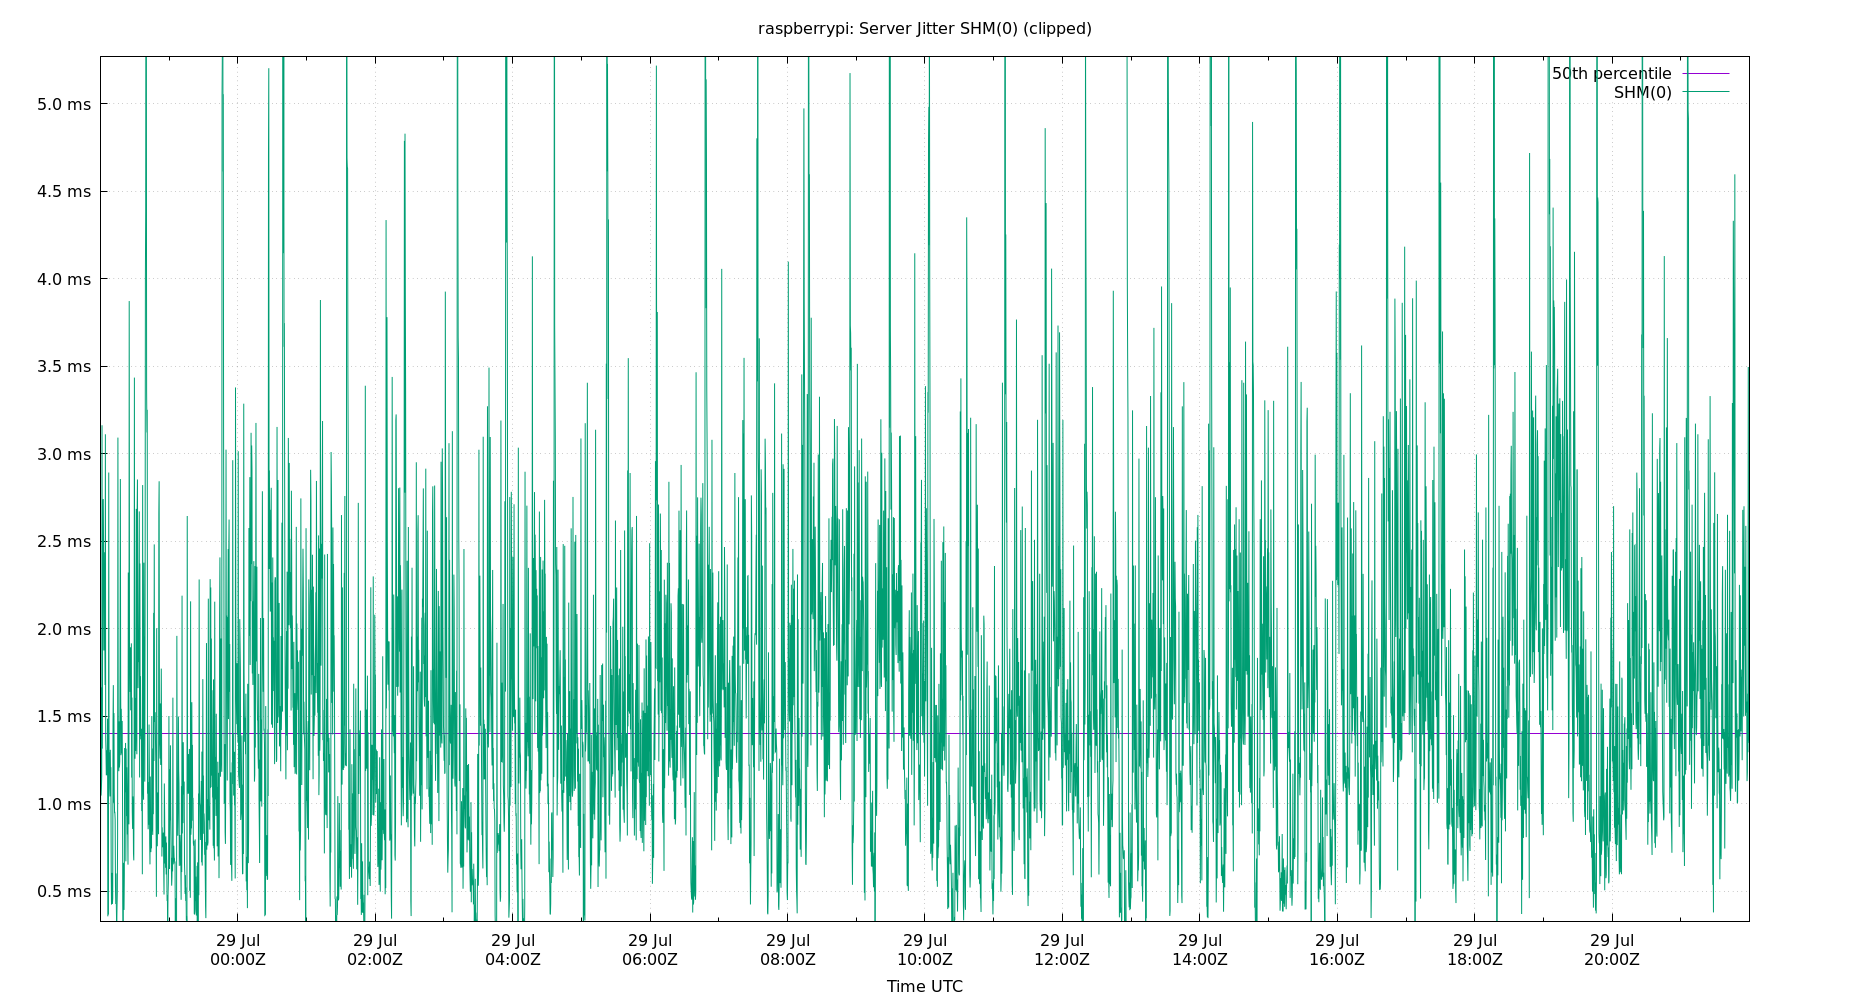 raspberrypi: Server Jitter SHM(0) (clipped)
50th percentile
SHM(0)
5.0 ms
4.5 ms
4.0 ms
3.5 ms
3.0 ms
2.5 ms
2.0 ms
1.5 ms
1.0 ms
0.5 ms
29 Jul 29 Jul 29 Jul 29 Jul 29 Jul 29 Jul 29 Jul 29 Jul 29 Jul 29 Jul 29 Jul
00:00Z 02:00Z 04:00Z 06:00Z 08:00Z 10:00Z 12:00Z 14:00Z 16:00Z 18:00Z 20:00Z
Time UTC